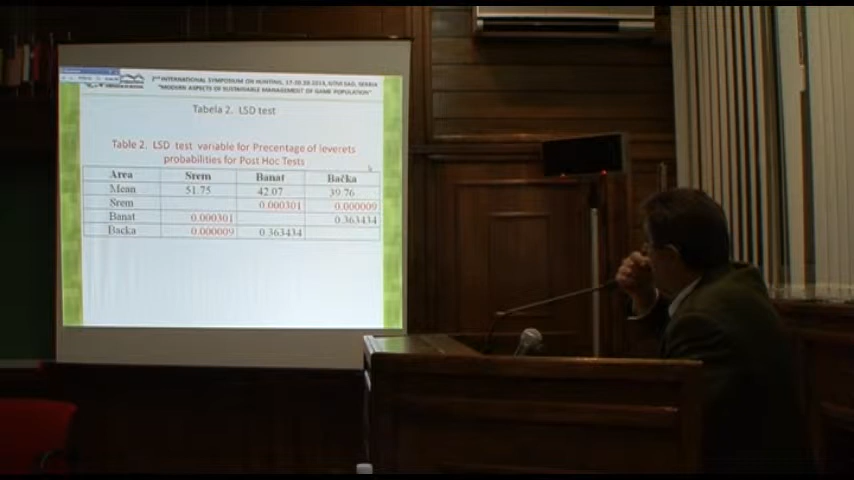 2ND INTERNATIONAL SYMPOSIUM ON HUNTING, 17-20.10.2013, NOVI SAD, SERBIA
"MODERN ASPECTS OF SUSTAINABLE MANAGEMENT OF GAME POPULATION"
Tabela 2. LSD test
Table 2. LSD test variable for Precentage of leverets
probabilities for Post Hoc Tests
Area Srem Banat Bačka
Mean 51.75 42.07 39.76
Srem 0.000301 0.000009
Banat 0.000301 0.363434
Backa 0.000009 0.363434